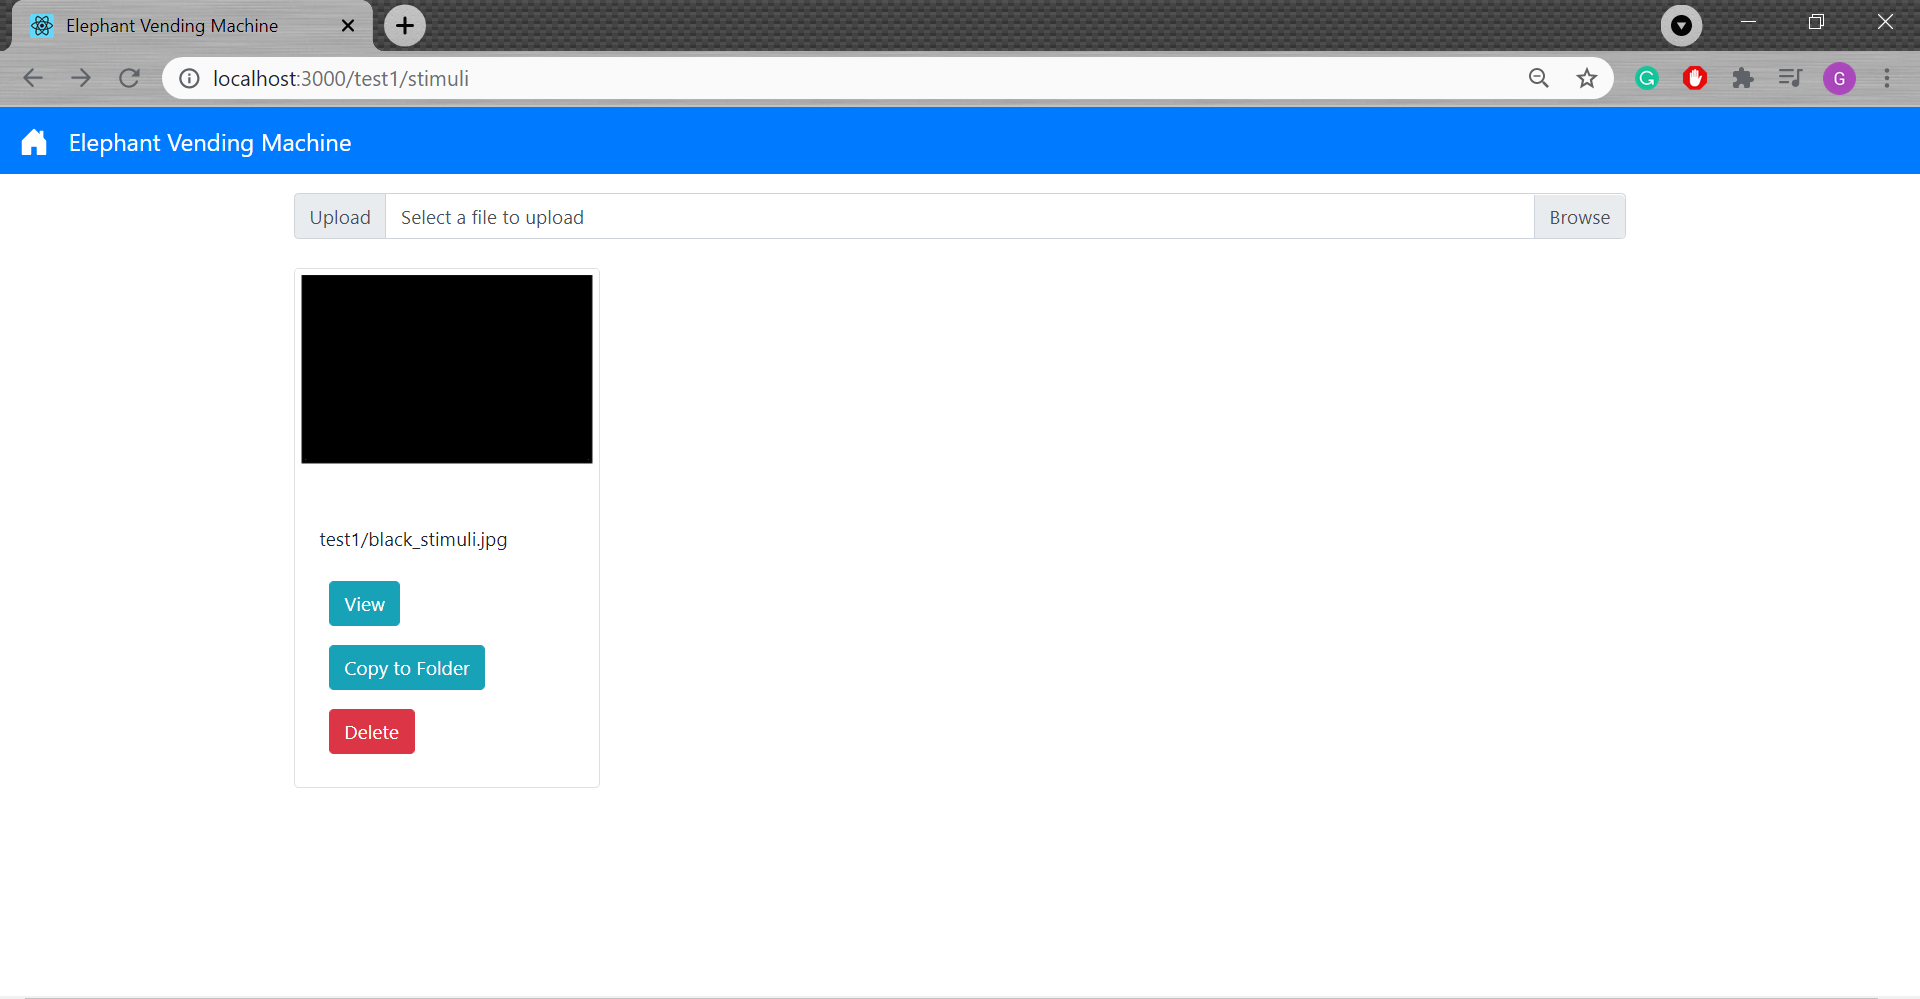 Elephant Vending Machine
localhost:3000/test1/stimuli
G
G
Elephant Vending Machine
Upload
Select a file to upload
Browse
test1/black_stimuli.jpg
View
Copy to Folder
Delete